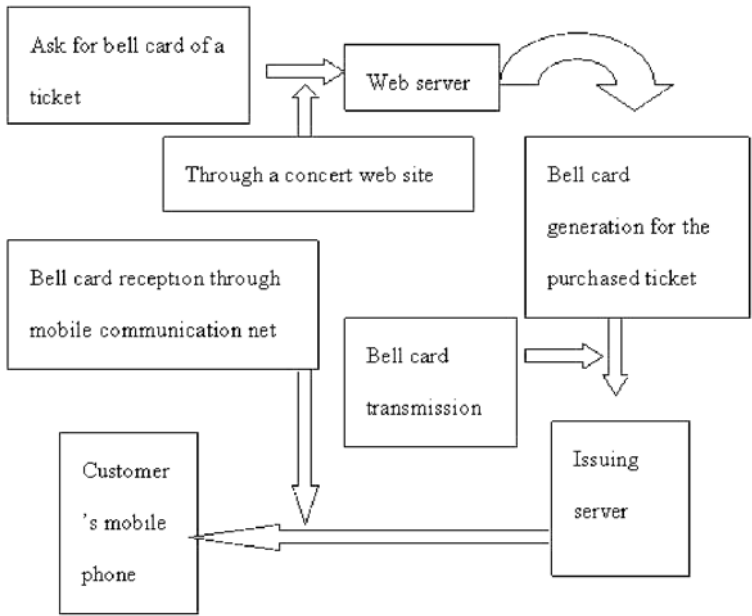 Ask for bell card of a
ticket
Web server
Through a concert web site
Bell card
generation for the
purchased ticket
Bell card reception through
mobile communication net
Bell card
transmission
Issuing
server
Customer
's mobile
phone